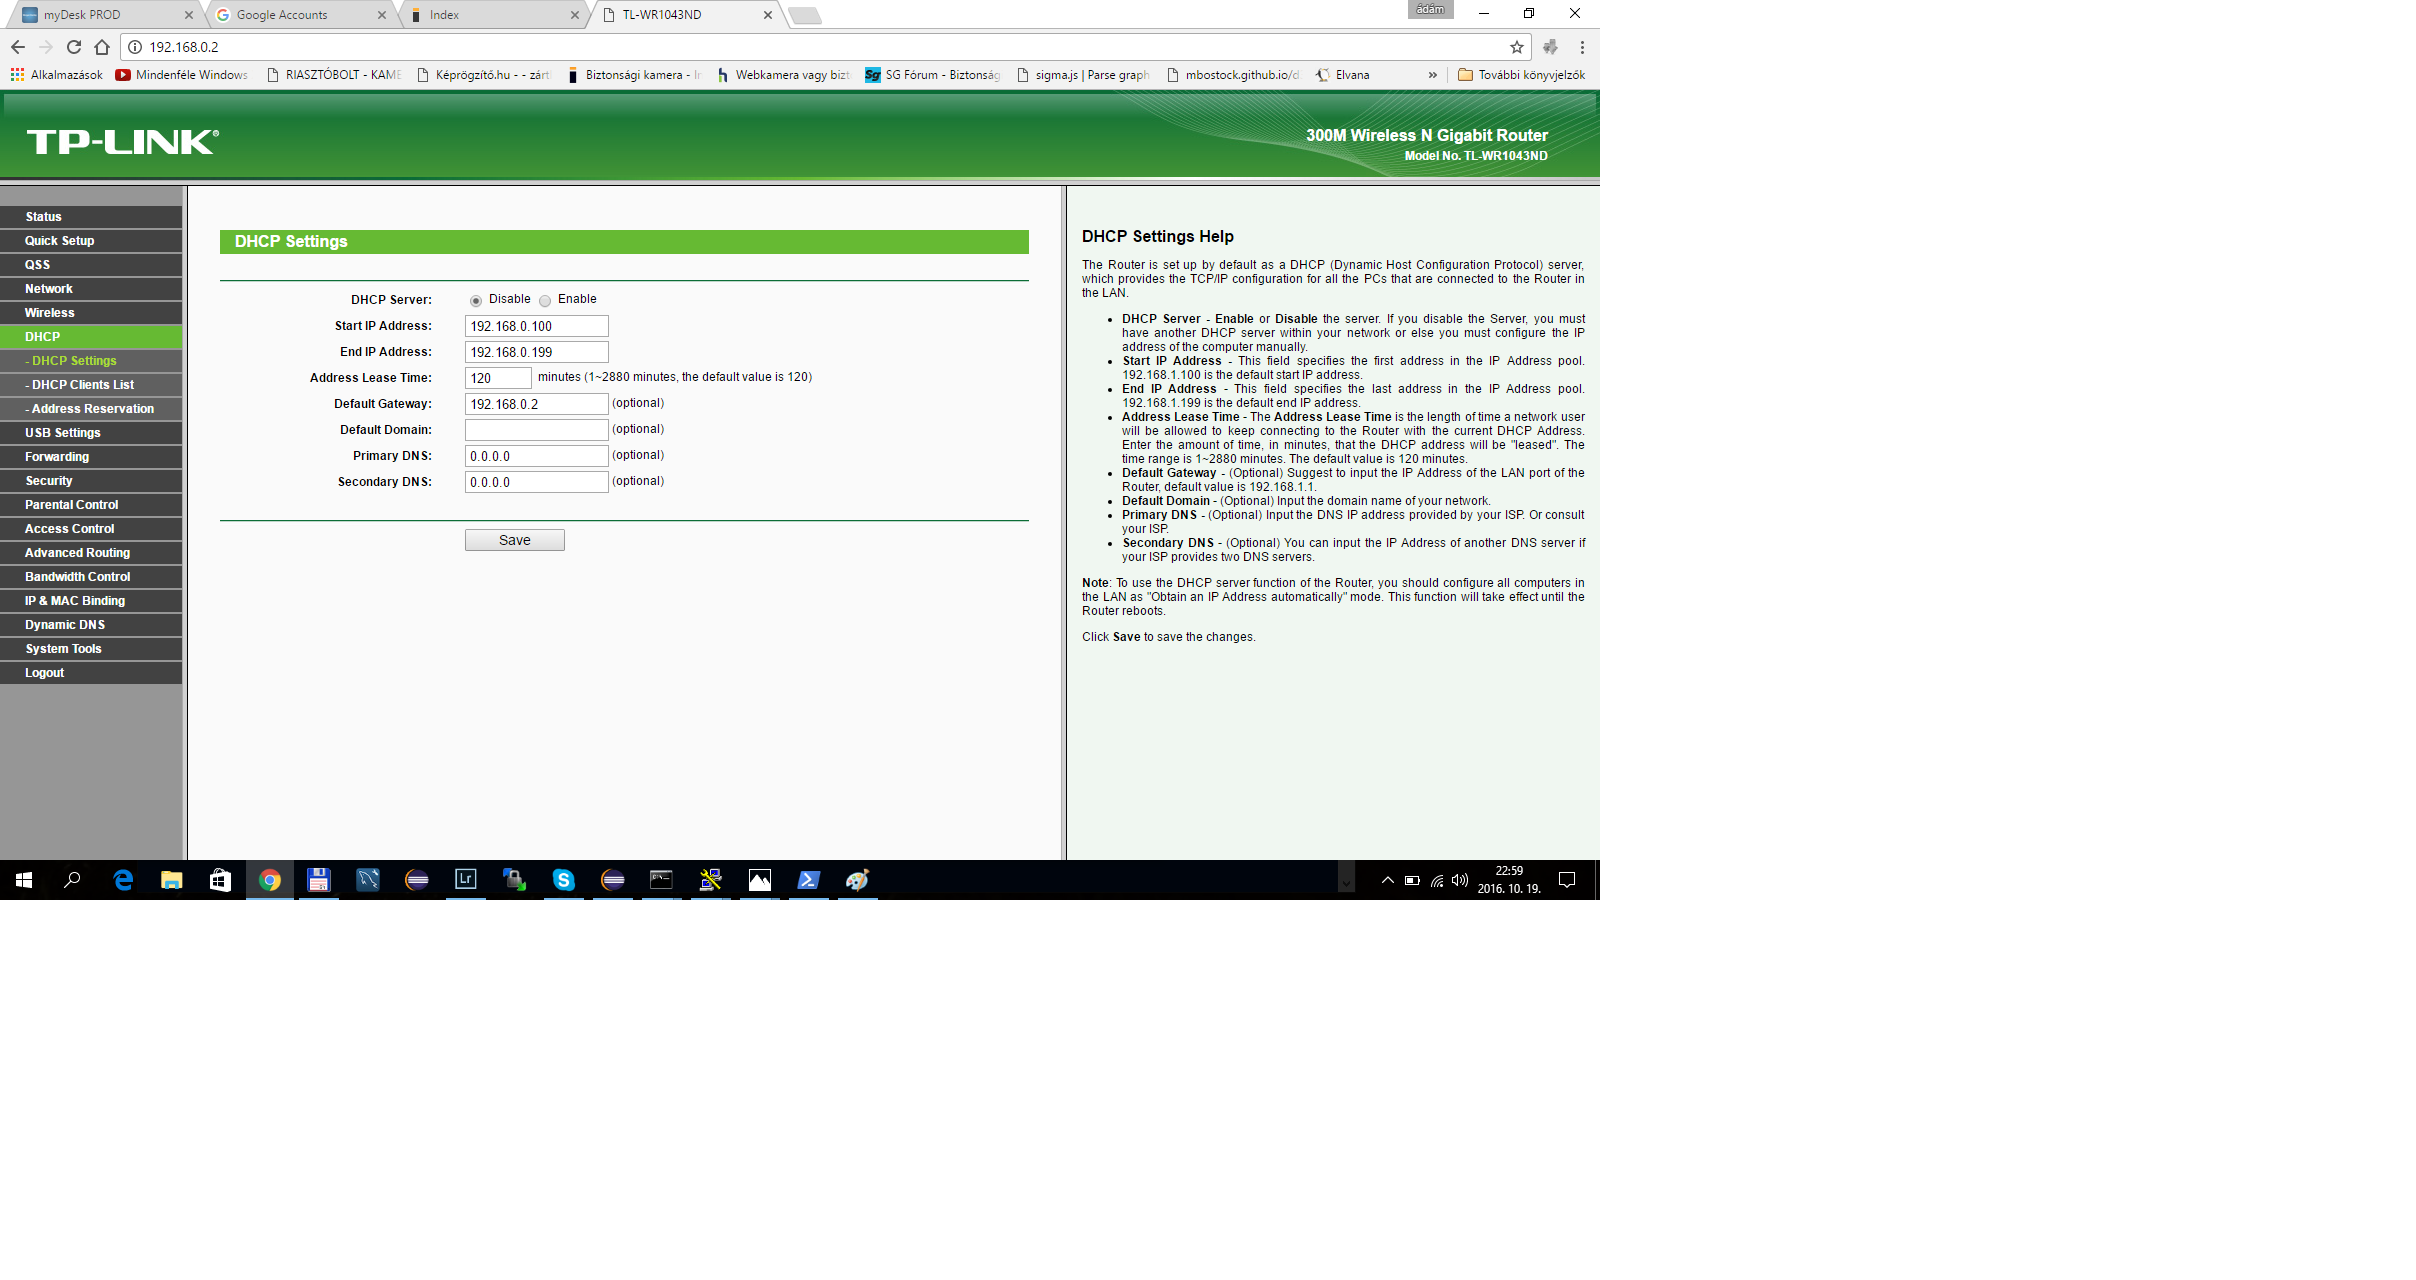 myDesk PROD
Google Accounts
Index
TL-WR1043ND
ádám
192.168.0.2
Alkalmazások
Mindenféle Windows
RIASZTÓBOLT - KAME
Képrögzítő.hu - - zárt
Biztonsági kamera - Ir
Webkamera vagy bizt
SG Fórum - Biztonság
sigma.js | Parse graph
mbostock.github.io/d
Elvana
»
További könyvjelzők
TP-LINK®
300M Wireless N Gigabit Router
Model No. TL-WR1043ND
Status
Quick Setup
QSS
Network
Wireless
DHCP
- DHCP Settings
- DHCP Clients List
- Address Reservation
USB Settings
Forwarding
Security
Parental Control
Access Control
Advanced Routing
Bandwidth Control
IP & MAC Binding
Dynamic DNS
System Tools
Logout
DHCP Settings
DHCP Server: Disable Enable
Start IP Address: 192.168.0.100
End IP Address: 192.168.0.199
Address Lease Time: 120 minutes (1~2880 minutes, the default value is 120)
Default Gateway: 192.168.0.2 (optional)
Default Domain: (optional)
Primary DNS: 0.0.0.0 (optional)
Secondary DNS: 0.0.0.0 (optional)
Save
DHCP Settings Help
The Router is set up by default as a DHCP (Dynamic Host Configuration Protocol) server,
which provides the TCP/IP configuration for all the PCs that are connected to the Router in
the LAN.
• DHCP Server - Enable or Disable the server. If you disable the Server, you must
have another DHCP server within your network or else you must configure the IP
address of the computer manually.
• Start IP Address - This field specifies the first address in the IP Address pool.
192.168.1.100 is the default start IP address.
• End IP Address - This field specifies the last address in the IP Address pool.
192.168.1.199 is the default end IP address.
• Address Lease Time - The Address Lease Time is the length of time a network user
will be allowed to keep connecting to the Router with the current DHCP Address.
Enter the amount of time, in minutes, that the DHCP address will be "leased". The
time range is 1~2880 minutes. The default value is 120 minutes.
• Default Gateway - (Optional) Suggest to input the IP Address of the LAN port of the
Router, default value is 192.168.1.1.
• Default Domain - (Optional) Input the domain name of your network.
• Primary DNS - (Optional) Input the DNS IP address provided by your ISP. Or consult
your ISP.
• Secondary DNS - (Optional) You can input the IP Address of another DNS server if
your ISP provides two DNS servers.
Note: To use the DHCP server function of the Router, you should configure all computers in
the LAN as "Obtain an IP Address automatically" mode. This function will take effect until the
Router reboots.
Click Save to save the changes.
Lr
22:59
2016. 10. 19.